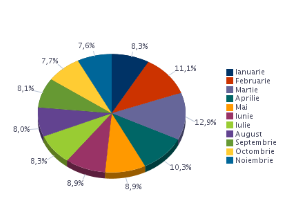 7,6%
8,3%
7,7%
11,1%
8,1%
12,9%
8,0%
8,3%
10,3%
8,9%
8,9%
Ianuarie
Februarie
Martie
Aprilie
Mai
Iunie
Iulie
August
Septembrie
Octombrie
Noiembrie